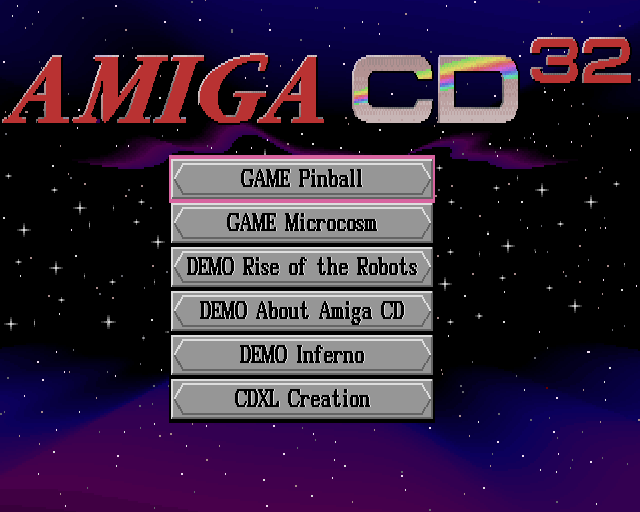 AMIGA CD32
GAME Pinball
GAME Microcosm
DEMO Rise of the Robots
DEMO About Amiga CD
DEMO Inferno
CDXL Creation